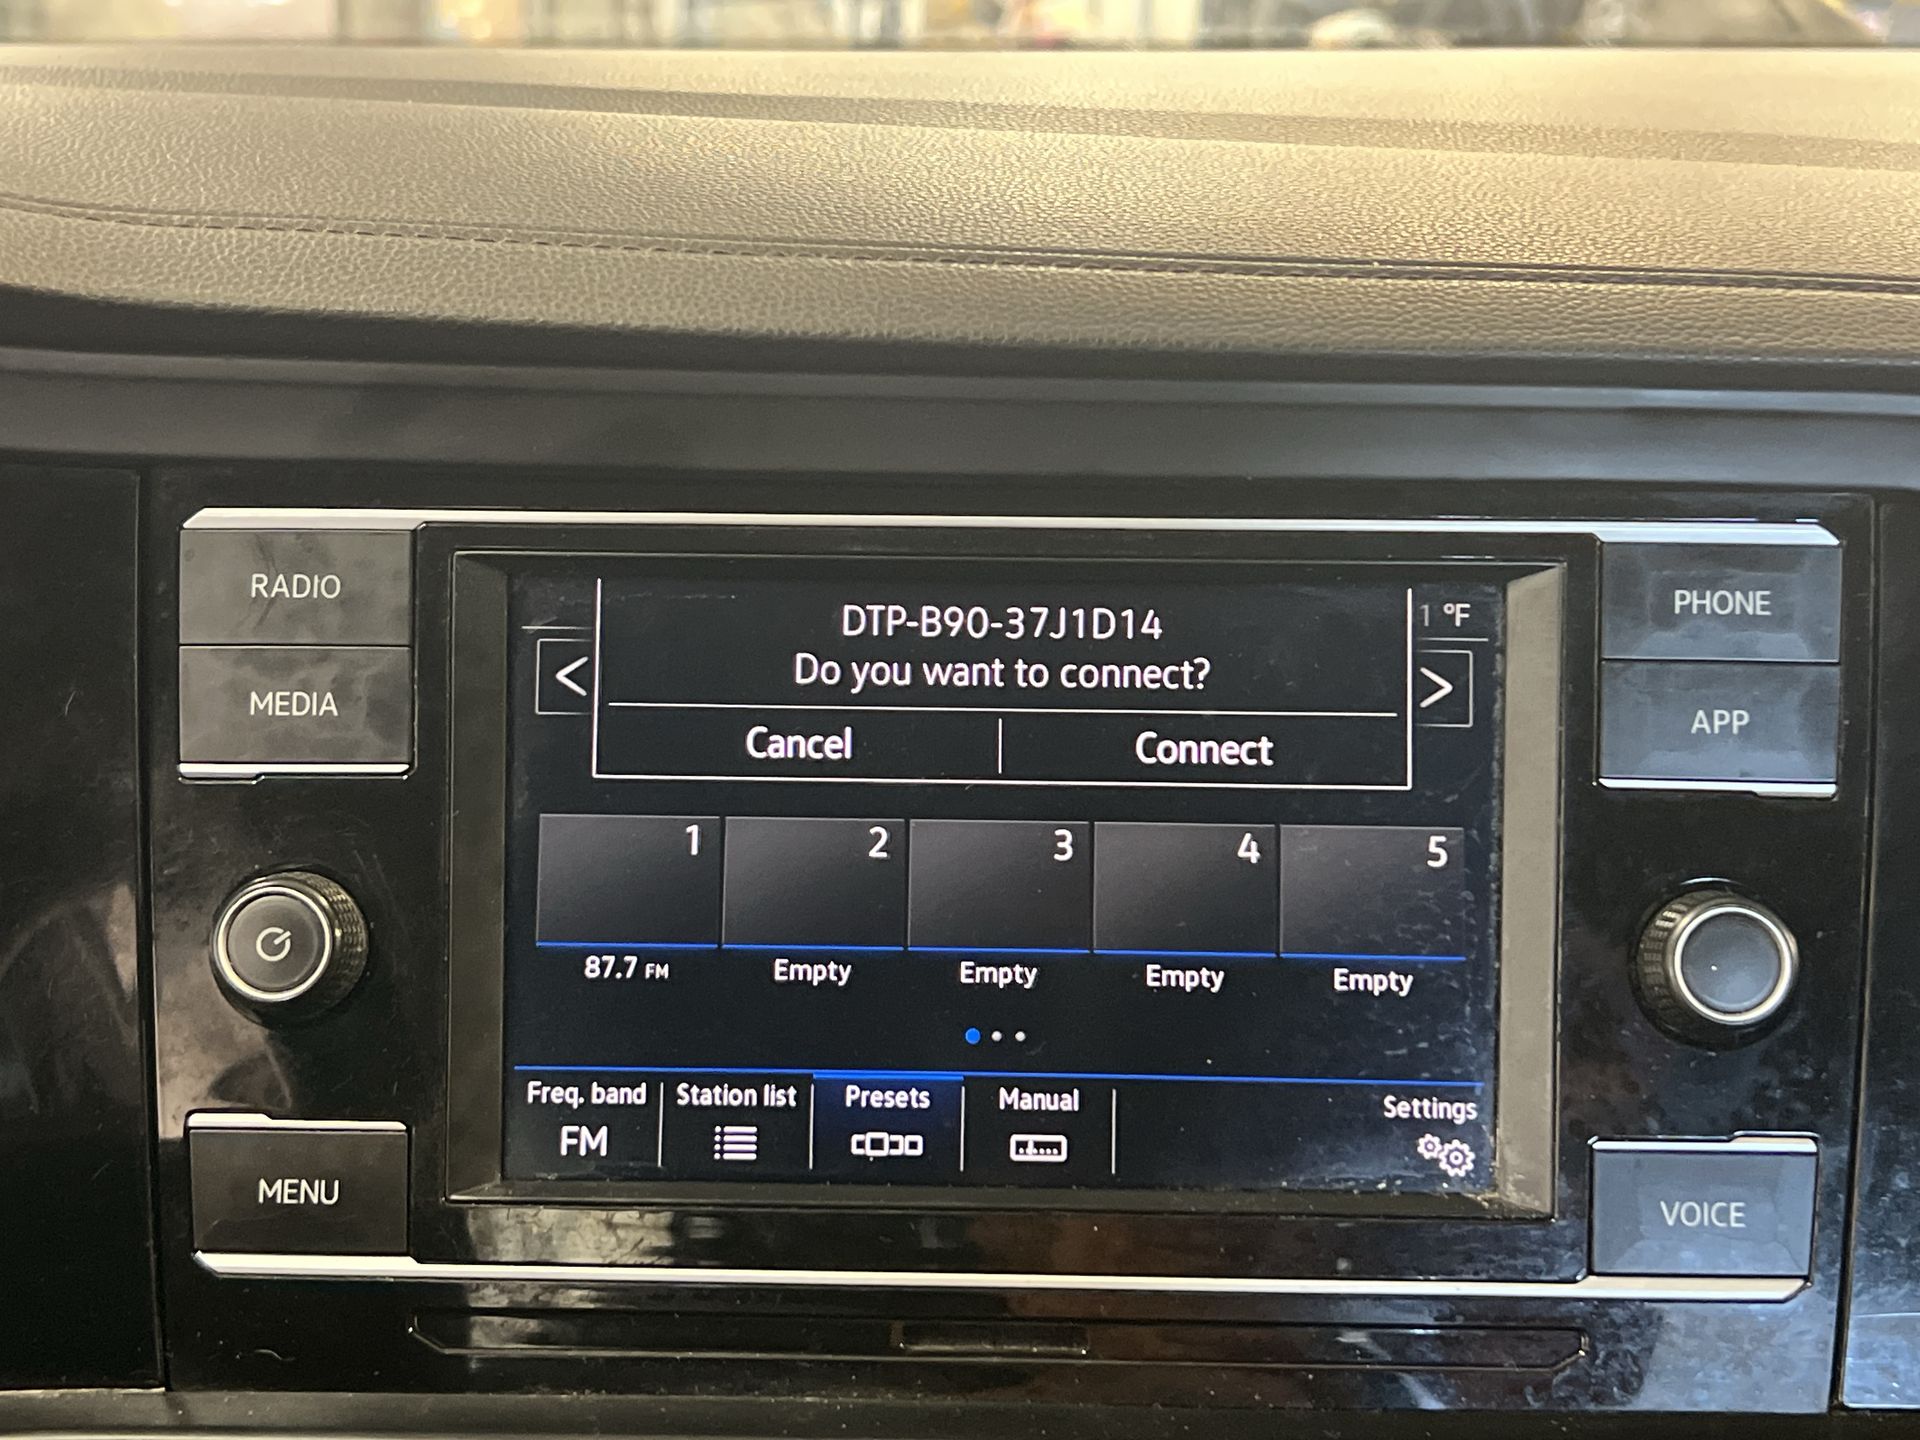 RADIO
MEDIA
MENU
PHONE
APP
VOICE
DTP-B90-37J1D14
Do you want to connect?
Cancel
Connect
1 °F
<
>
1
2
3
4
5
87.7 FM
Empty
Empty
Empty
Empty
Freq. band
FM
Station list
Presets
Manual
Settings